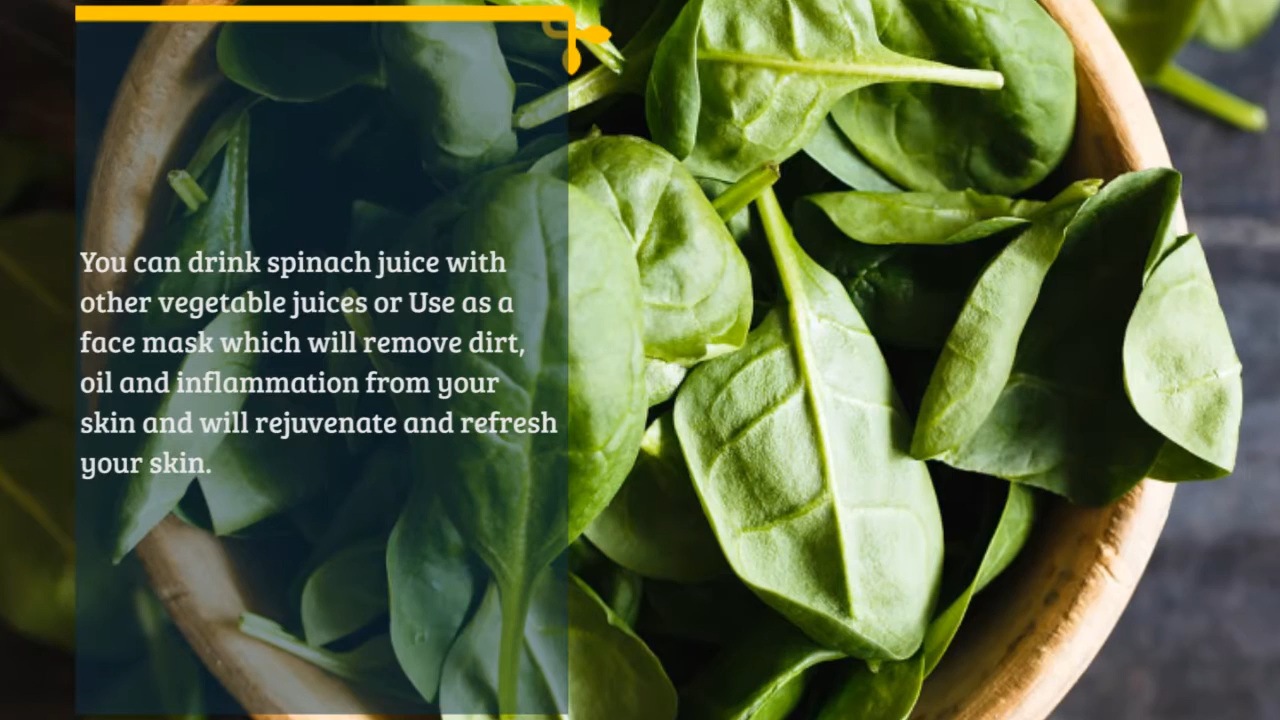 You can drink spinach juice with
other vegetable juices or Use as a
face mask which will remove dirt,
oil and inflammation from your
skin and will rejuvenate and refresh
your skin.